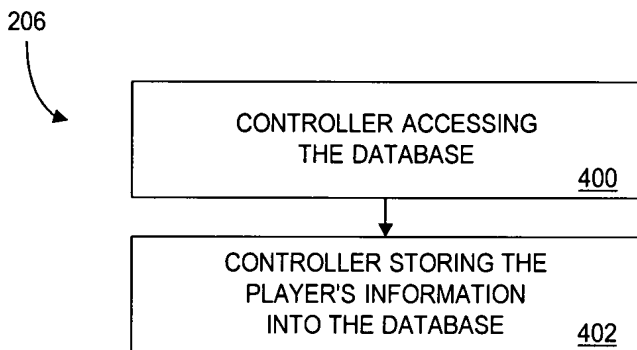 206
CONTROLLER ACCESSING
THE DATABASE
400
CONTROLLER STORING THE
PLAYER'S INFORMATION
INTO THE DATABASE
402